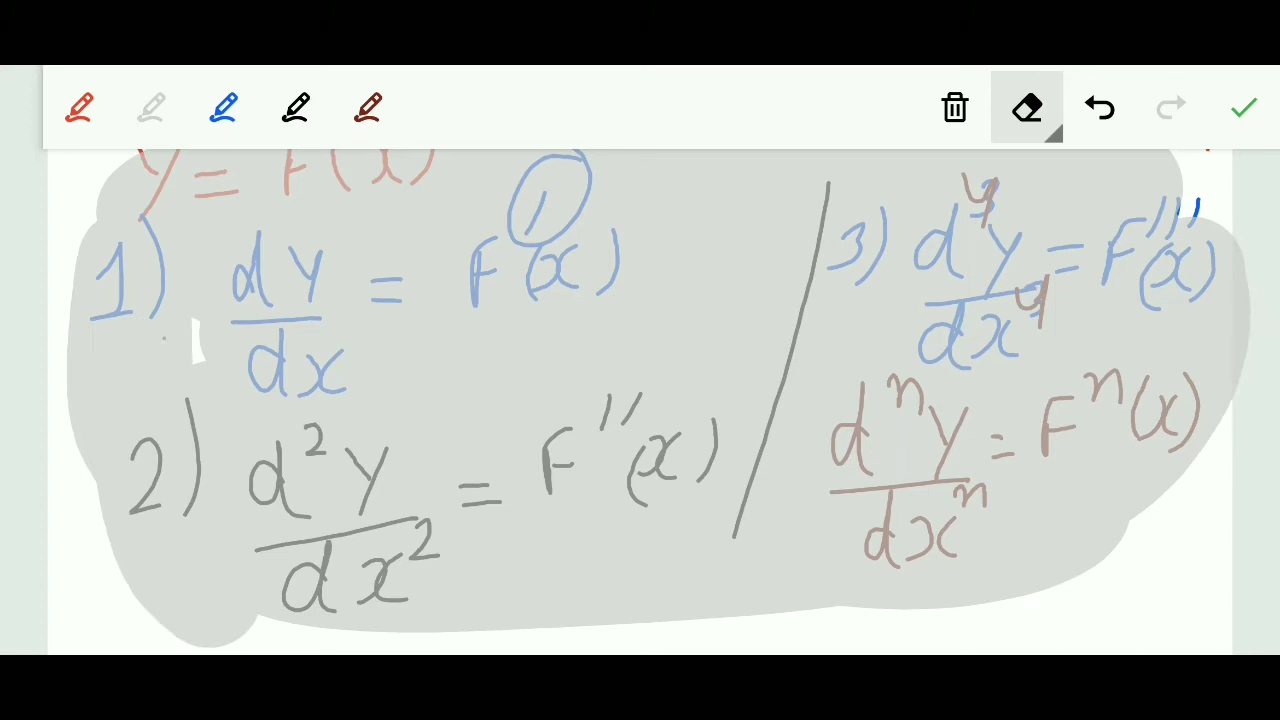 y = F(x)
1) dy/dx = F'(x)
2) d²y/dx² = F''(x)
3) d⁴y/dx⁴ = F'''(x)
dⁿy/dxⁿ = Fⁿ(x)